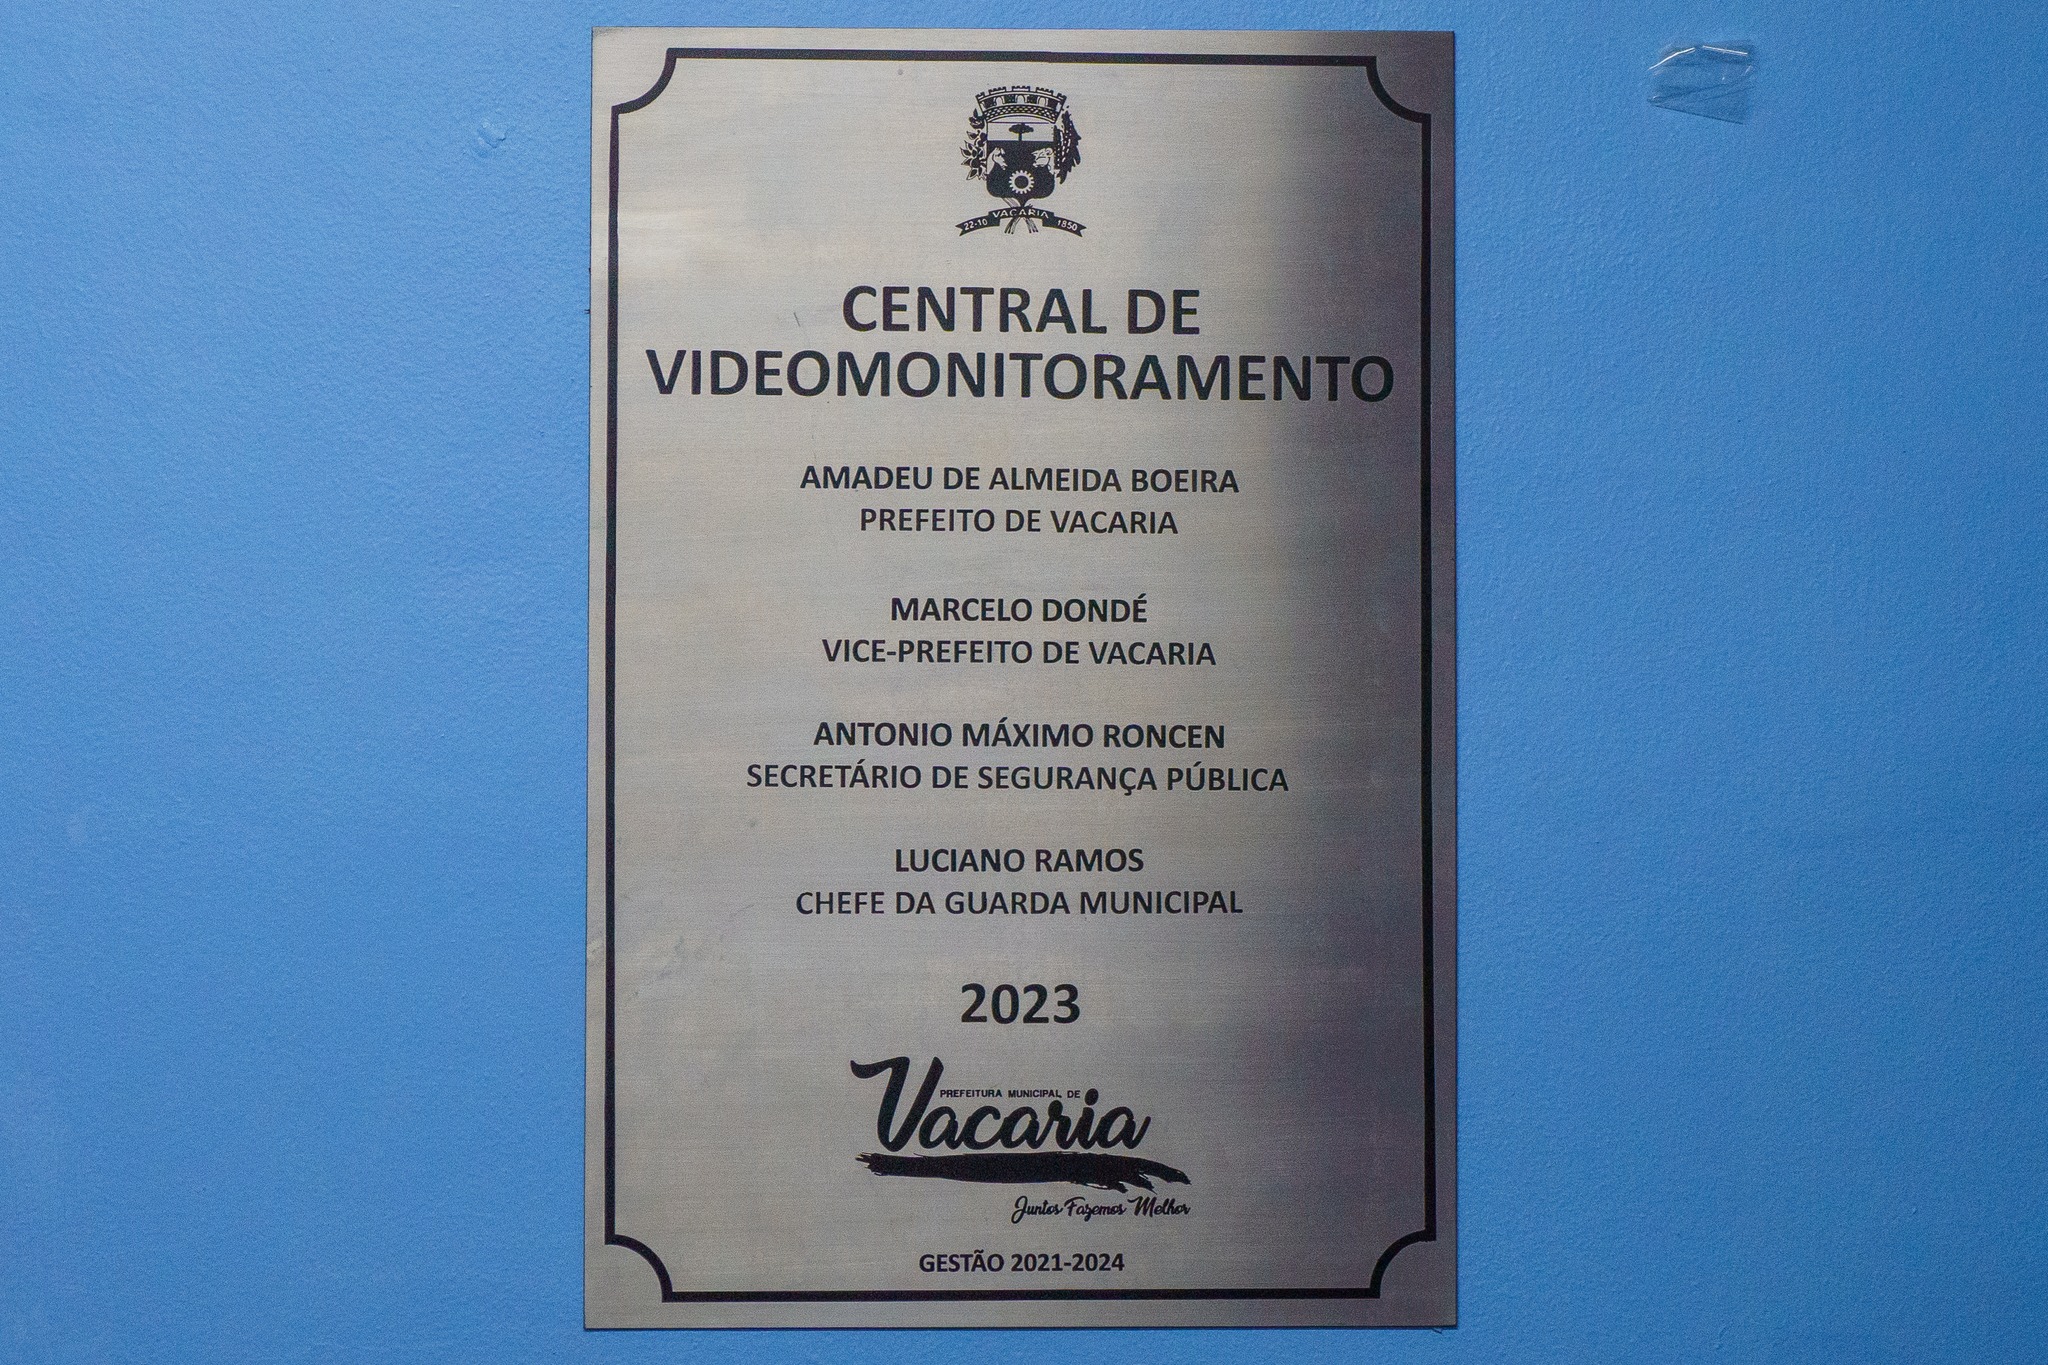 22-10 VACARIA 1850
CENTRAL DE
VIDEOMONITORAMENTO
AMADEU DE ALMEIDA BOEIRA
PREFEITO DE VACARIA
MARCELO DONDÉ
VICE-PREFEITO DE VACARIA
ANTONIO MÁXIMO RONCEN
SECRETÁRIO DE SEGURANÇA PÚBLICA
LUCIANO RAMOS
CHEFE DA GUARDA MUNICIPAL
2023
PREFEITURA MUNICIPAL DE
Vacaria
Juntos Fazemos Melhor
GESTÃO 2021-2024